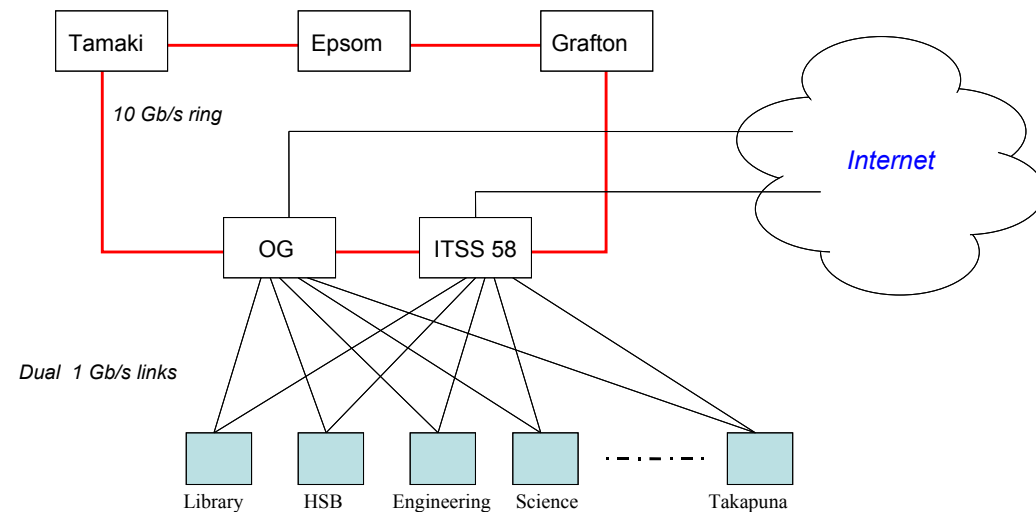 Tamaki
Epsom
Grafton
10 Gb/s ring
Internet
OG
ITSS 58
Dual 1 Gb/s links
Library
HSB
Engineering
Science
Takapuna